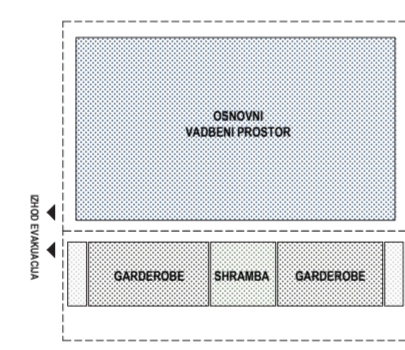 OSNOVNI
VADBENI PROSTOR
IZHOD EVAKUACIJA
GARDEROBE
SHRAMBA
GARDEROBE